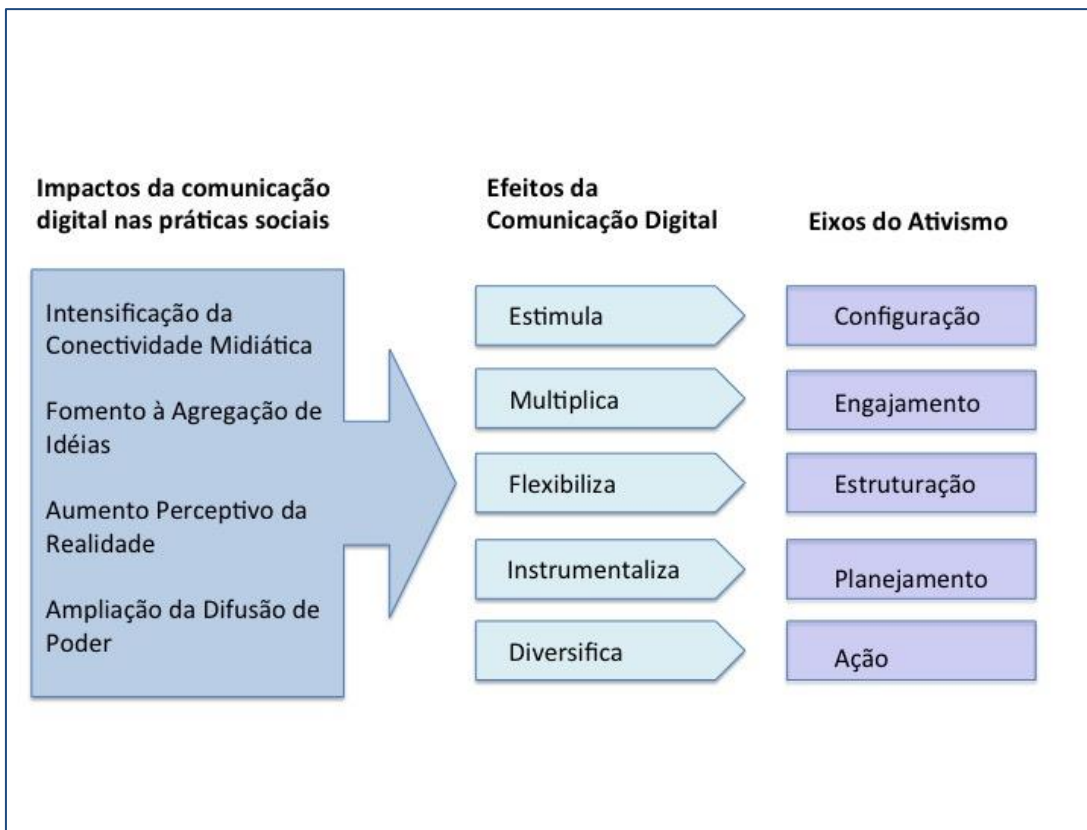 Impactos da comunicação
digital nas práticas sociais
Intensificação da
Conectividade Midiática
Fomento à Agregação de
Idéias
Aumento Perceptivo da
Realidade
Ampliação da Difusão de
Poder
Efeitos da
Comunicação Digital
Estimula
Multiplica
Flexibiliza
Instrumentaliza
Diversifica
Eixos do Ativismo
Configuração
Engajamento
Estruturação
Planejamento
Ação